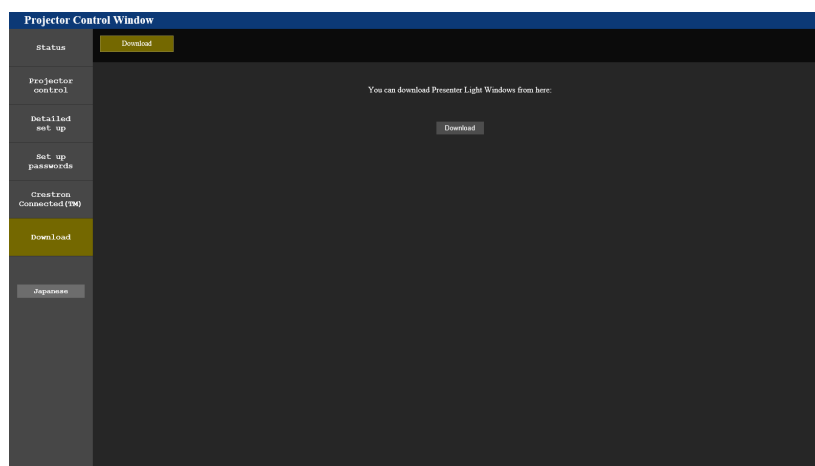 Projector Control Window
Status
Download
Projector
control
You can download Presenter Light Windows from here:
Detailed
set up
Download
Set up
passwords
Crestron
Connected(TM)
Download
Japanese